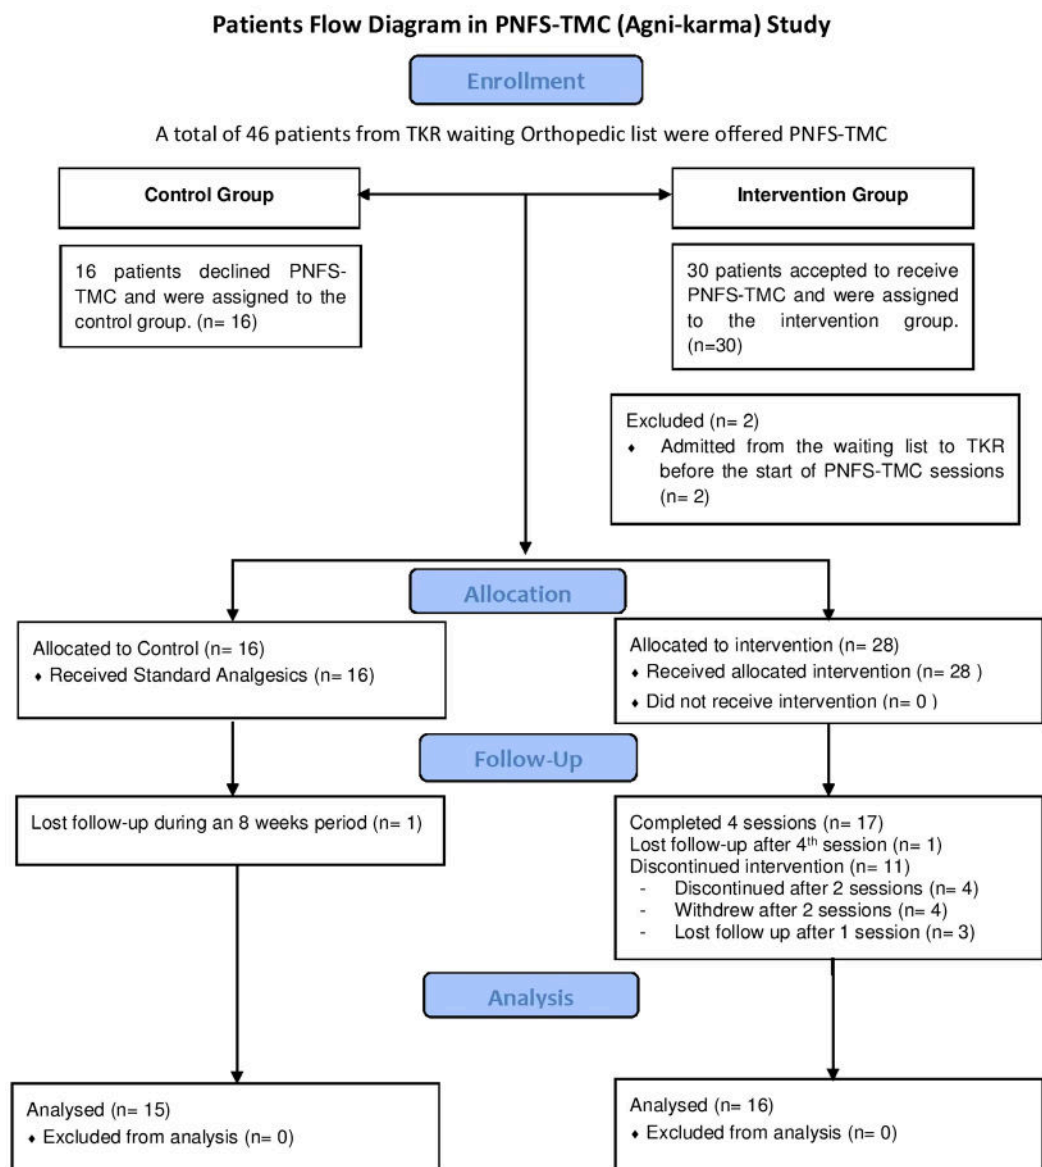 Patients Flow Diagram in PNFS-TMC (Agni-karma) Study
Enrollment
A total of 46 patients from TKR waiting Orthopedic list were offered PNFS-TMC
Control Group
Intervention Group
16 patients declined PNFS-
TMC and were assigned to the
control group. (n= 16)
30 patients accepted to receive
PNFS-TMC and were assigned
to the intervention group.
(n=30)
Excluded (n= 2)
♦ Admitted from the waiting list to TKR
before the start of PNFS-TMC sessions
(n= 2)
Allocation
Allocated to Control (n= 16)
♦ Received Standard Analgesics (n= 16)
Allocated to intervention (n= 28)
♦ Received allocated intervention (n= 28 )
♦ Did not receive intervention (n= 0 )
Follow-Up
Lost follow-up during an 8 weeks period (n= 1)
Completed 4 sessions (n= 17)
Lost follow-up after 4th session (n= 1)
Discontinued intervention (n= 11)
- Discontinued after 2 sessions (n= 4)
- Withdrew after 2 sessions (n= 4)
- Lost follow up after 1 session (n= 3)
Analysis
Analysed (n= 15)
♦ Excluded from analysis (n= 0)
Analysed (n= 16)
♦ Excluded from analysis (n= 0)